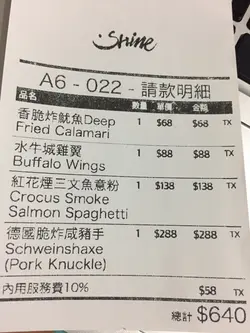 Shine
A6 - 022 - 請款明細
品名 數量 單價 金額
香脆炸魷魚Deep 1 $68 $68 TX
Fried Calamari
水牛城雞翼 1 $88 $88 TX
Buffalo Wings
紅花煙三文魚意粉 1 $138 $138 TX
Crocus Smoke
Salmon Spaghetti
德國脆炸咸豬手 1 $288 $288 TX
Schweinshaxe
(Pork Knuckle)
內用服務費10% $58 TX
總計 $640